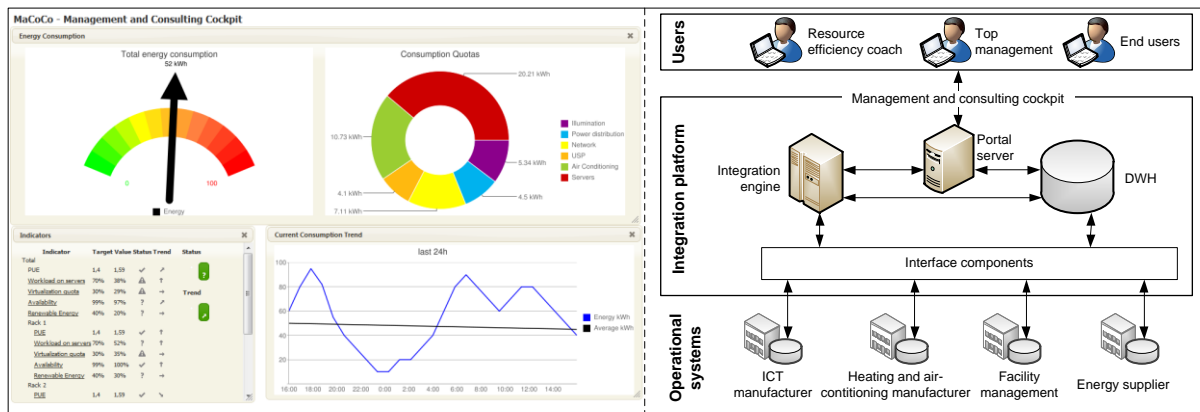 MaCoCo - Management and Consulting Cockpit
Energy Consumption
Total energy consumption
52 kWh
0
100
Energy
Consumption Quotas
20.21 kWh
10.73 kWh
5.34 kWh
4.1 kWh
4.5 kWh
7.11 kWh
Illumination
Power distribution
Network
USP
Air Conditioning
Servers
Indicators
Indicator Target Value Status Trend Status
Total
PUE 1,4 1,59 ✓ ↗
?
Workload on servers 70% 38% ⚠ ↑
Virtualisation quota 30% 29% ⚠ →
Trend
Availability 99% 97% ? ↗
Renewable Energy 40% 20% ? →
Rack 1
PUE 1,4 1,59 ✓ ↑
Workload on servers 70% 52% ? ↑
Virtualisation quota 30% 35% ⚠ →
Availability 99% 100% ✓ ↑
Renewable Energy 40% 30% ? →
Rack 2
PUE 1,4 1,59 ✓ ↘
Current Consumption Trend
last 24h
100
80
60
40
20
0
16:00 18:00 20:00 22:00 0:00 2:00 4:00 6:00 8:00 10:00 12:00 14:00
Energy kWh
Average kWh
Users
Resource
efficiency coach
Top
management
End users
Integration platform
Management and consulting cockpit
Integration
engine
Portal
server
DWH
Interface components
Operational
systems
ICT
manufacturer
Heating and air-
contitioning manufacturer
Facility
management
Energy supplier